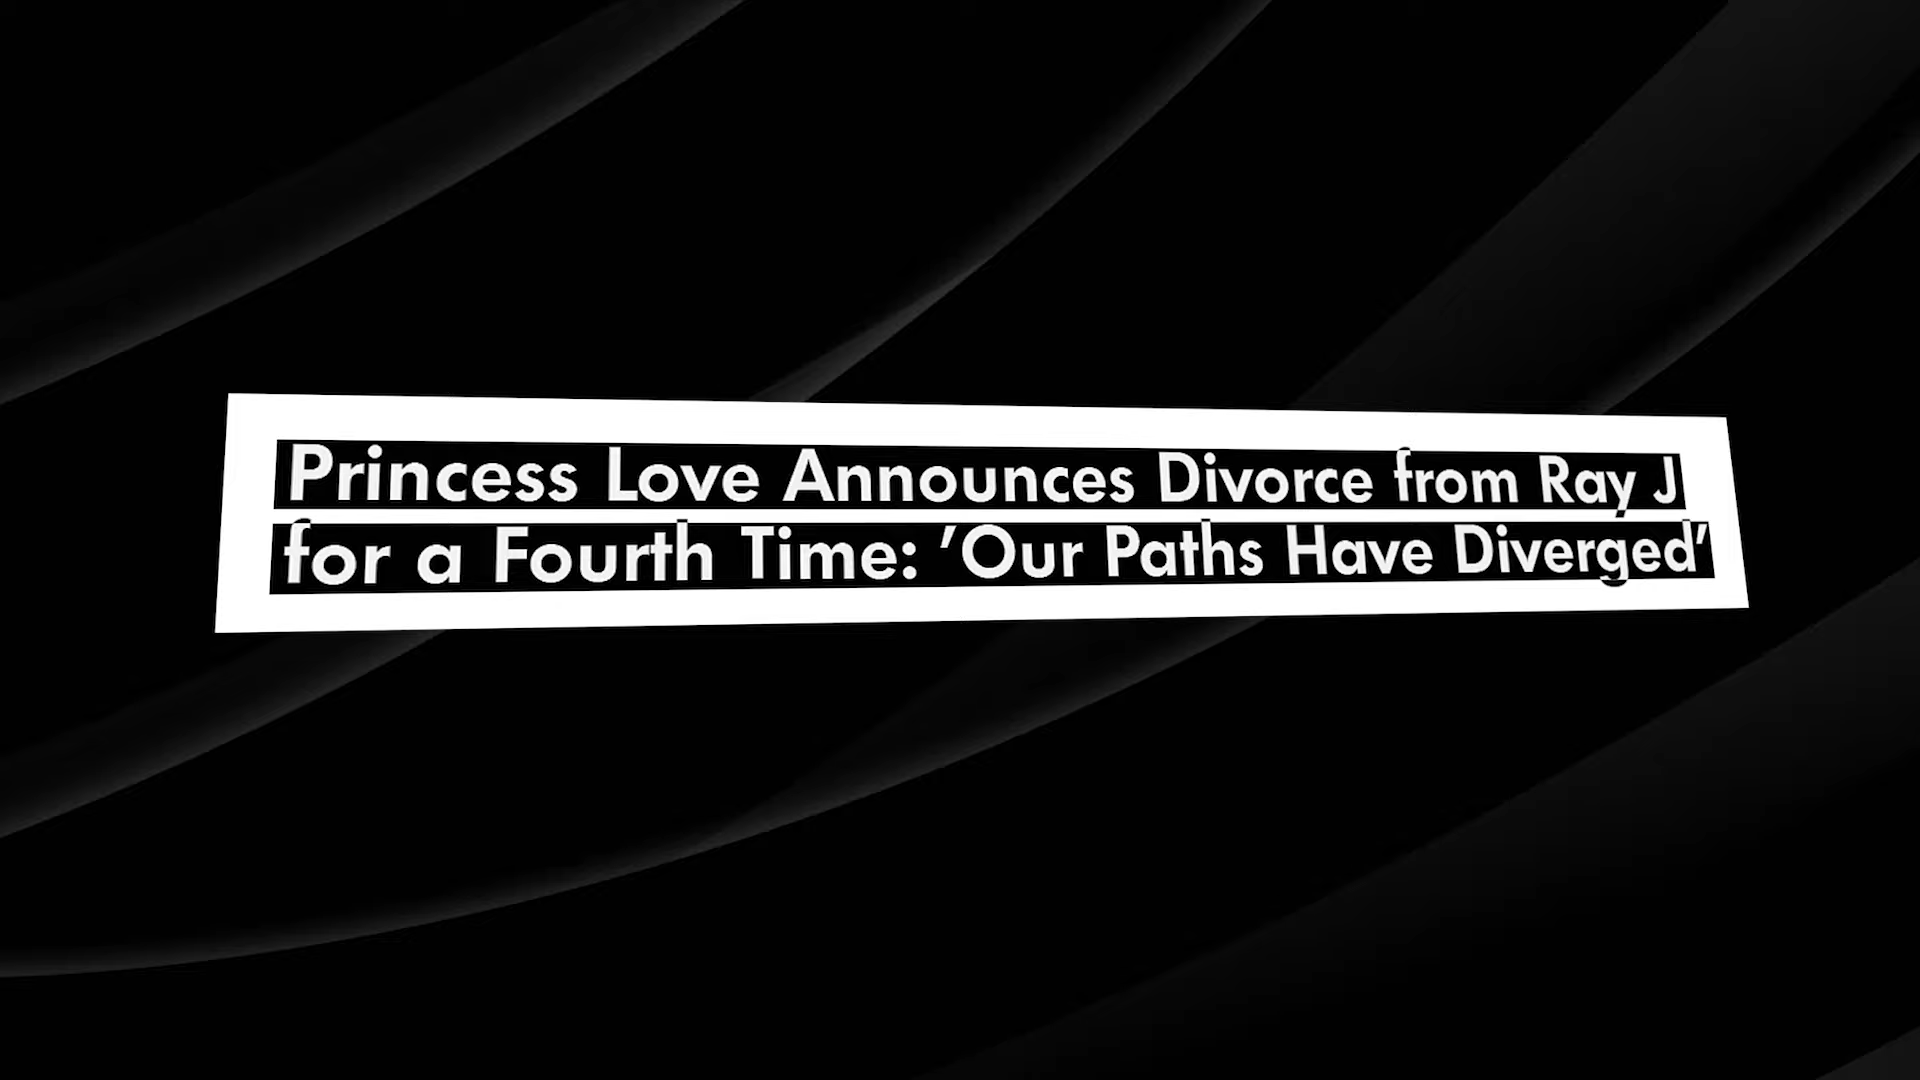 Princess Love Announces Divorce from Ray J
for a Fourth Time: ’Our Paths Have Diverged’